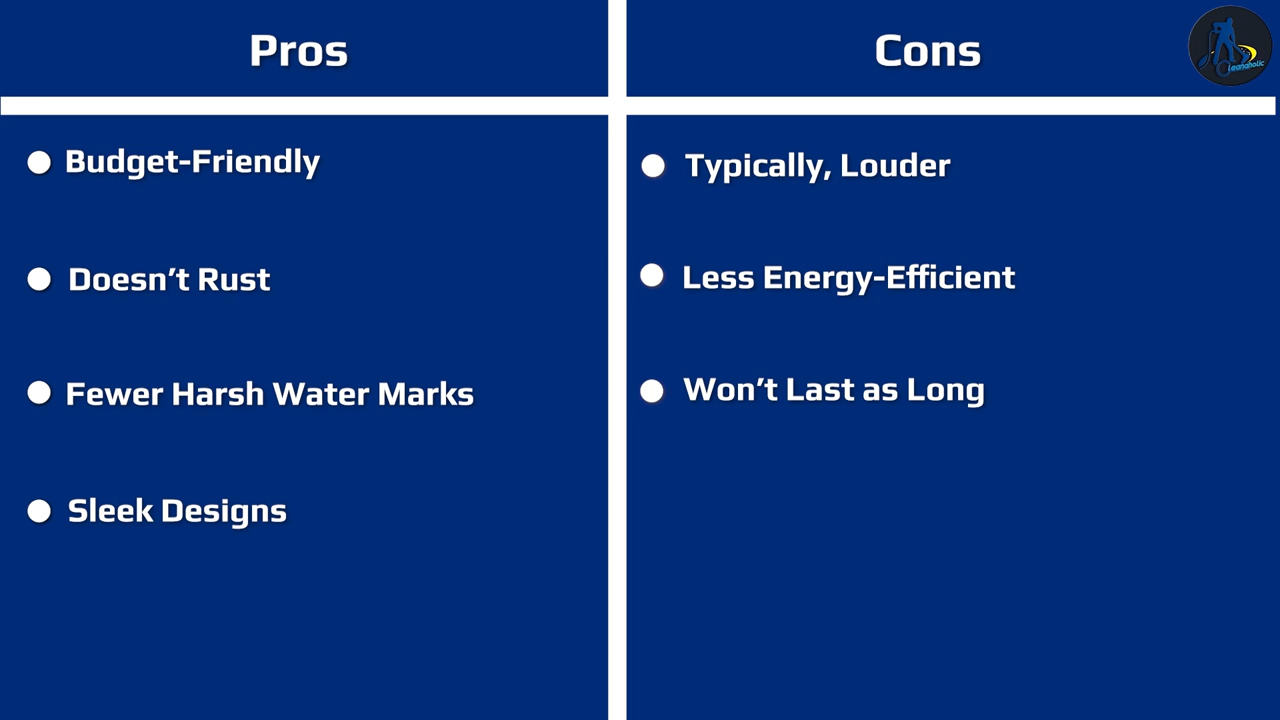 Pros
Cons
Budget-Friendly
Doesn’t Rust
Fewer Harsh Water Marks
Sleek Designs
Typically, Louder
Less Energy-Efficient
Won’t Last as Long
Cleanaholic